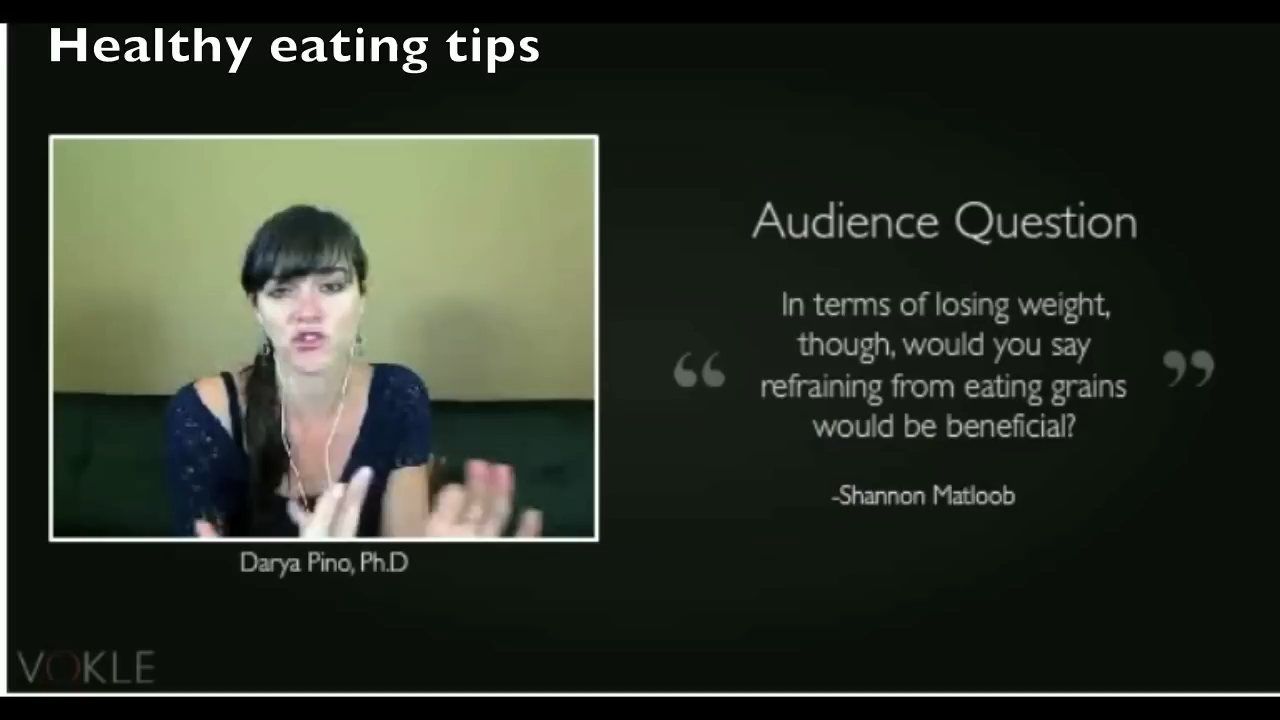 Healthy eating tips
Audience Question
“ In terms of losing weight,
though, would you say
refraining from eating grains
would be beneficial? ”
-Shannon Matloob
Darya Pino, Ph.D
VOKLE